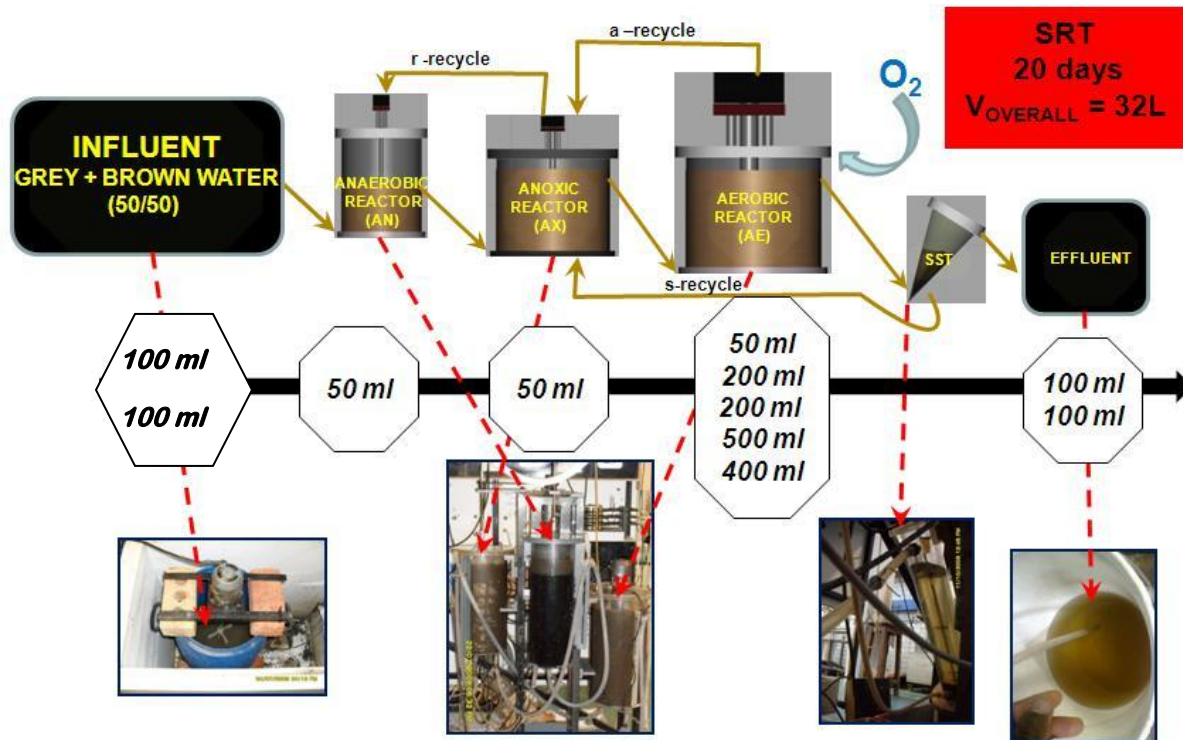 a –recycle
r -recycle
O2
SRT
20 days
VOVERALL = 32L
INFLUENT
GREY + BROWN WATER
(50/50)
ANAEROBIC
REACTOR
(AN)
ANOXIC
REACTOR
(AX)
AEROBIC
REACTOR
(AE)
SST
EFFLUENT
s-recycle
100 ml
100 ml
50 ml
50 ml
50 ml
200 ml
200 ml
500 ml
400 ml
100 ml
100 ml